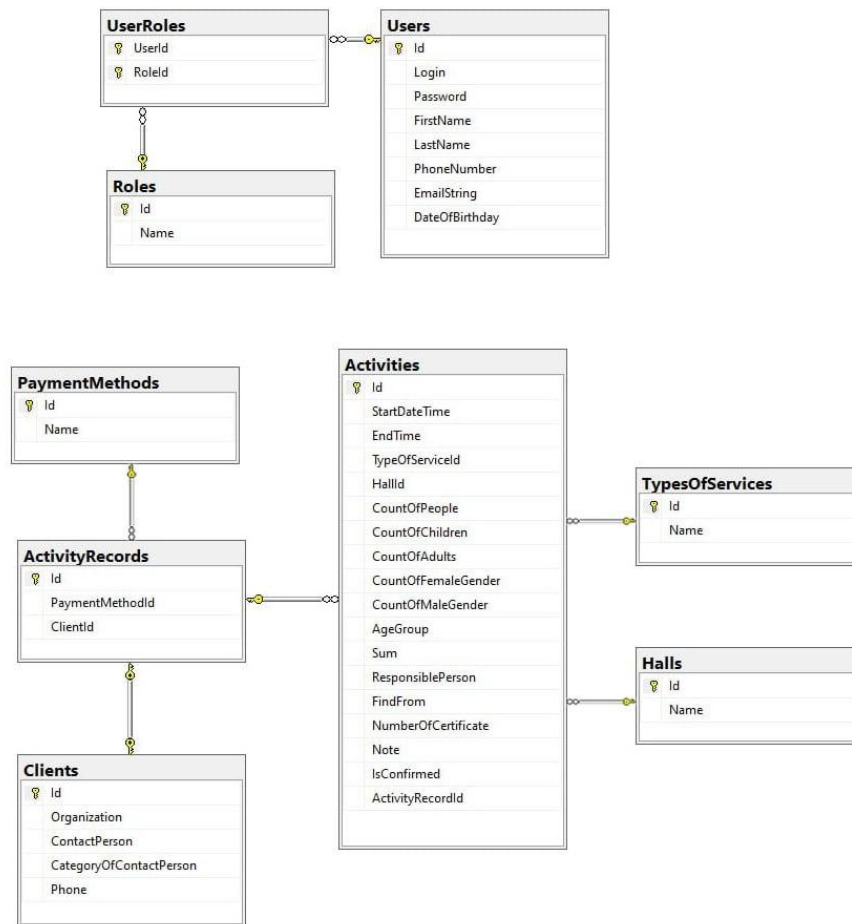 UserRoles
UserId
RoleId
Users
Id
Login
Password
FirstName
LastName
PhoneNumber
EmailString
DateOfBirthday
Roles
Id
Name
PaymentMethods
Id
Name
Activities
Id
StartDateTime
EndTime
TypeOfServiceId
HallId
CountOfPeople
CountOfChildren
CountOfAdults
CountOfFemaleGender
CountOfMaleGender
AgeGroup
Sum
ResponsiblePerson
FindFrom
NumberOfCertificate
Note
IsConfirmed
ActivityRecordId
TypesOfServices
Id
Name
ActivityRecords
Id
PaymentMethodId
ClientId
Halls
Id
Name
Clients
Id
Organization
ContactPerson
CategoryOfContactPerson
Phone